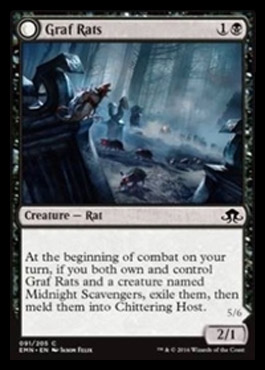 Graf Rats 1
Creature — Rat
At the beginning of combat on your
turn, if you both own and control
Graf Rats and a creature named
Midnight Scavengers, exile them, then
meld them into Chittering Host.
5/6
2/1
091/205 C
EMN • EN Jason Felix
™ & © 2016 Wizards of the Coast